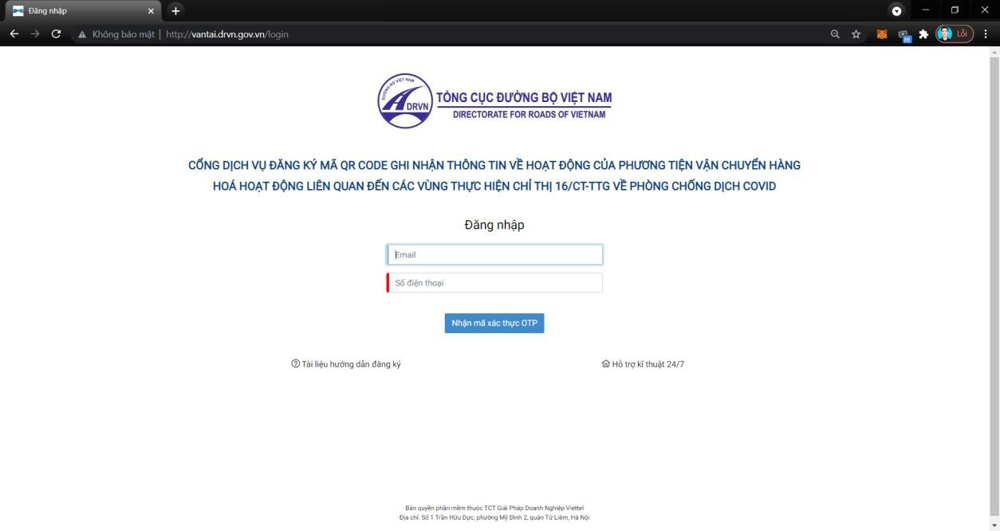 Đăng nhập
Không bảo mật | http://vantai.drvn.gov.vn/login
Lỗi
ĐƯỜNG BỘ VIỆT NAM
DRVN
TỔNG CỤC ĐƯỜNG BỘ VIỆT NAM
DIRECTORATE FOR ROADS OF VIETNAM
CỔNG DỊCH VỤ ĐĂNG KÝ MÃ QR CODE GHI NHẬN THÔNG TIN VỀ HOẠT ĐỘNG CỦA PHƯƠNG TIỆN VẬN CHUYỂN HÀNG
HOÁ HOẠT ĐỘNG LIÊN QUAN ĐẾN CÁC VÙNG THỰC HIỆN CHỈ THỊ 16/CT-TTG VỀ PHÒNG CHỐNG DỊCH COVID
Đăng nhập
Email
Số điện thoại
Nhận mã xác thực OTP
Tài liệu hướng dẫn đăng ký
Hỗ trợ kĩ thuật 24/7
Bản quyền phần mềm thuộc TCT Giải Pháp Doanh Nghiệp Viettel
Địa chỉ: Số 1 Trần Hữu Dực, phường Mỹ Đình 2, quận Từ Liêm, Hà Nội